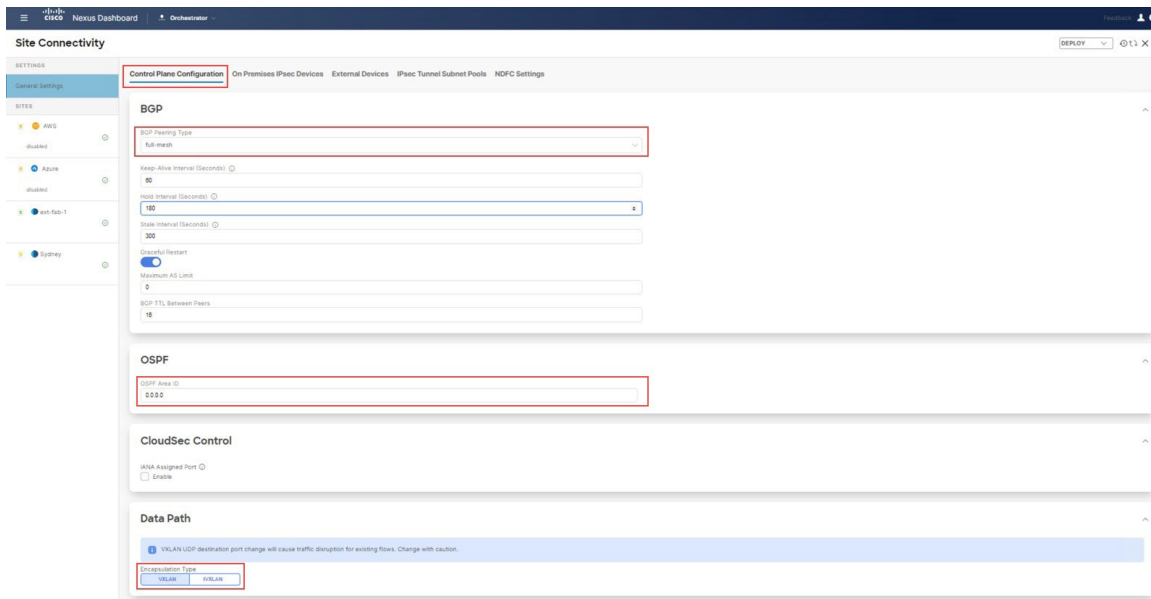 CISCO Nexus Dashboard Orchestrator Feedback
Site Connectivity DEPLOY
SETTINGS
General Settings
SITES
AWS
disabled
Azure
disabled
ext-fab-1
Sydney
Control Plane Configuration On Premises IPsec Devices External Devices IPsec Tunnel Subnet Pools NDFC Settings
BGP
BGP Peering Type
full-mesh
Keep-Alive Interval (Seconds)
60
Hold Interval (Seconds)
180
Stale Interval (Seconds)
300
Graceful Restart
Maximum AS Limit
0
BGP TTL Between Peers
16
OSPF
OSPF Area ID
0.0.0.0
CloudSec Control
IANA Assigned Port
Enable
Data Path
VXLAN UDP destination port change will cause traffic disruption for existing flows. Change with caution.
Encapsulation Type
VXLAN IVXLAN